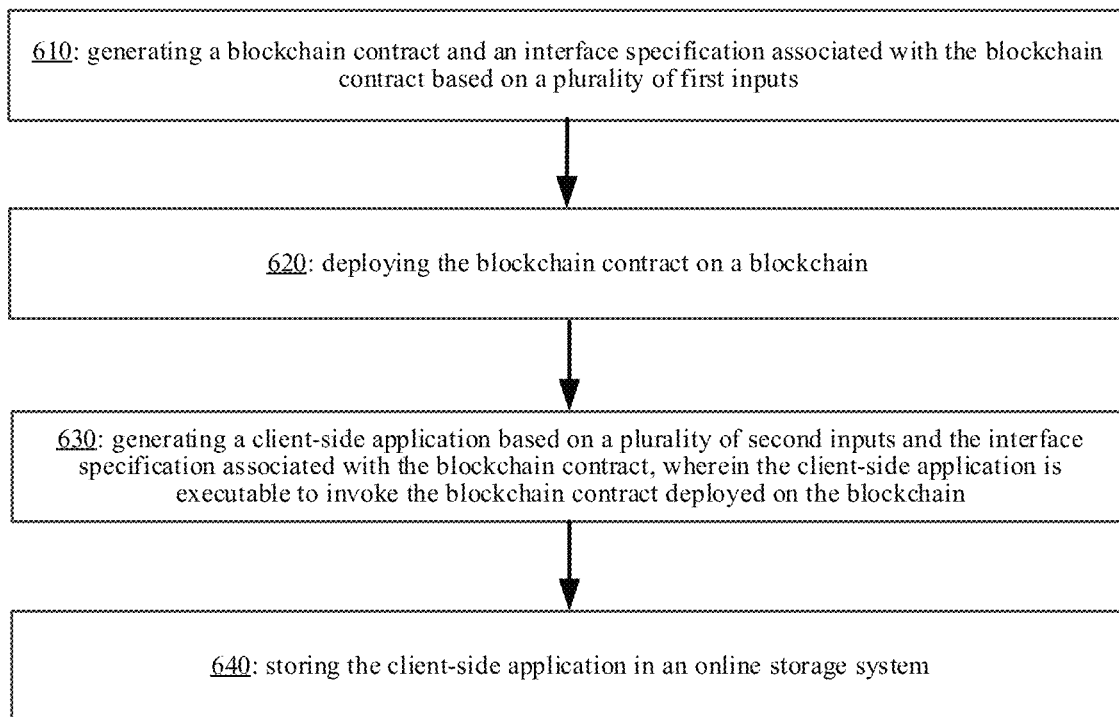 610: generating a blockchain contract and an interface specification associated with the blockchain
contract based on a plurality of first inputs
620: deploying the blockchain contract on a blockchain
630: generating a client-side application based on a plurality of second inputs and the interface
specification associated with the blockchain contract, wherein the client-side application is
executable to invoke the blockchain contract deployed on the blockchain
640: storing the client-side application in an online storage system